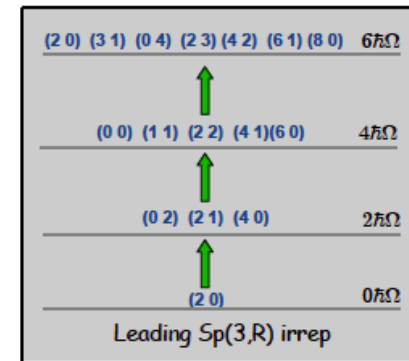 (2 0) (3 1) (0 4) (2 3) (4 2) (6 1) (8 0) 6ħΩ
(0 0) (1 1) (2 2) (4 1)(6 0) 4ħΩ
(0 2) (2 1) (4 0) 2ħΩ
(2 0) 0ħΩ
Leading Sp(3,R) irrep